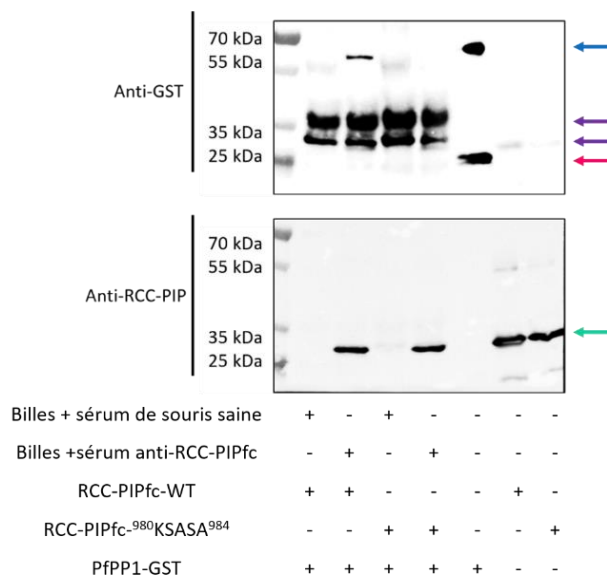 70 kDa
55 kDa
Anti-GST
35 kDa
25 kDa
70 kDa
55 kDa
Anti-RCC-PIP
35 kDa
25 kDa
Billes + sérum de souris saine + - + - - - -
Billes +sérum anti-RCC-PIPfc - + - + - - -
RCC-PIPfc-WT + + - - - + -
RCC-PIPfc-⁹⁸⁰KSASA⁹⁸⁴ - - + + - - +
PfPP1-GST + + + + + - -